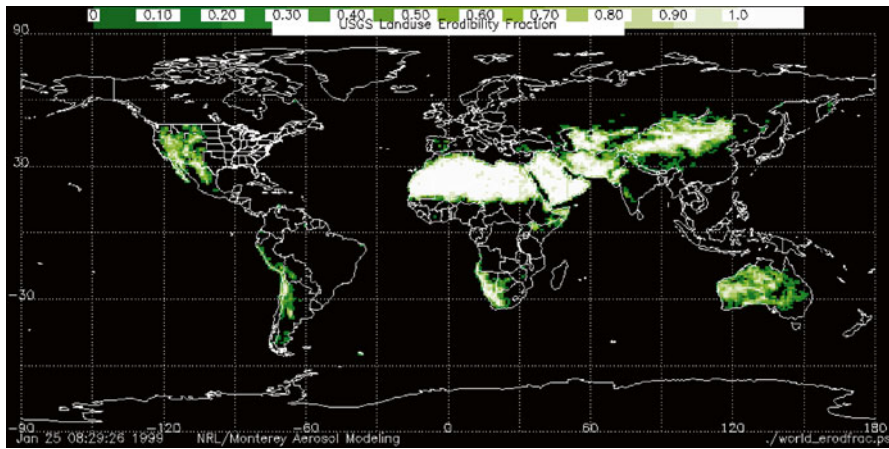 0 0.10 0.20 0.30 0.40 0.50 0.60 0.70 0.80 0.90 1.0
USGS Landuse Erodibility Fraction
90
30
-30
-90
-120 -60 0 60 120 180
Jan 25 08:29:26 1999 NRL/Monterey Aerosol Modeling ./world_erodfrac.ps